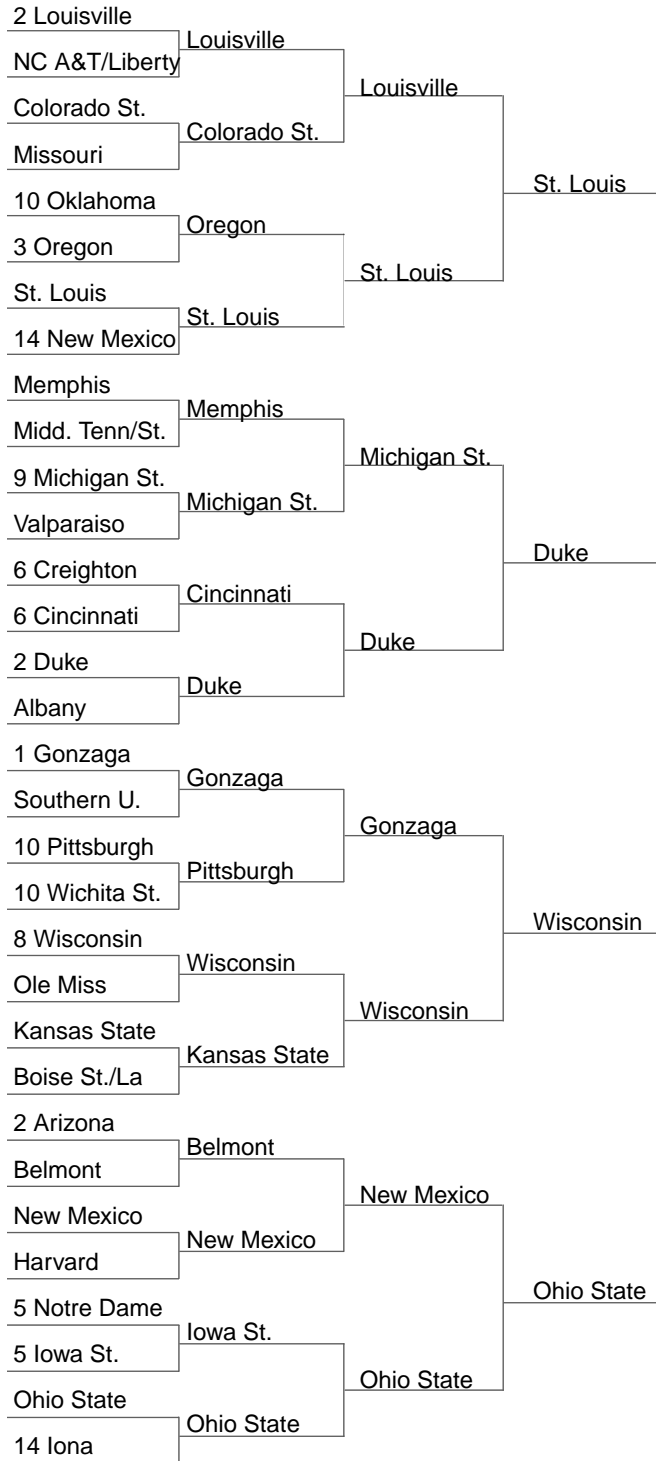 2 Louisville
NC A&T/Liberty
Colorado St.
Missouri
10 Oklahoma
3 Oregon
St. Louis
14 New Mexico
Memphis
Midd. Tenn/St.
9 Michigan St.
Valparaiso
6 Creighton
6 Cincinnati
2 Duke
Albany
1 Gonzaga
Southern U.
10 Pittsburgh
10 Wichita St.
8 Wisconsin
Ole Miss
Kansas State
Boise St./La
2 Arizona
Belmont
New Mexico
Harvard
5 Notre Dame
5 Iowa St.
Ohio State
14 Iona
Louisville
Colorado St.
Oregon
St. Louis
Memphis
Michigan St.
Cincinnati
Duke
Gonzaga
Pittsburgh
Wisconsin
Kansas State
Belmont
New Mexico
Iowa St.
Ohio State
Louisville
St. Louis
Michigan St.
Duke
Gonzaga
Wisconsin
New Mexico
Ohio State
St. Louis
Duke
Wisconsin
Ohio State